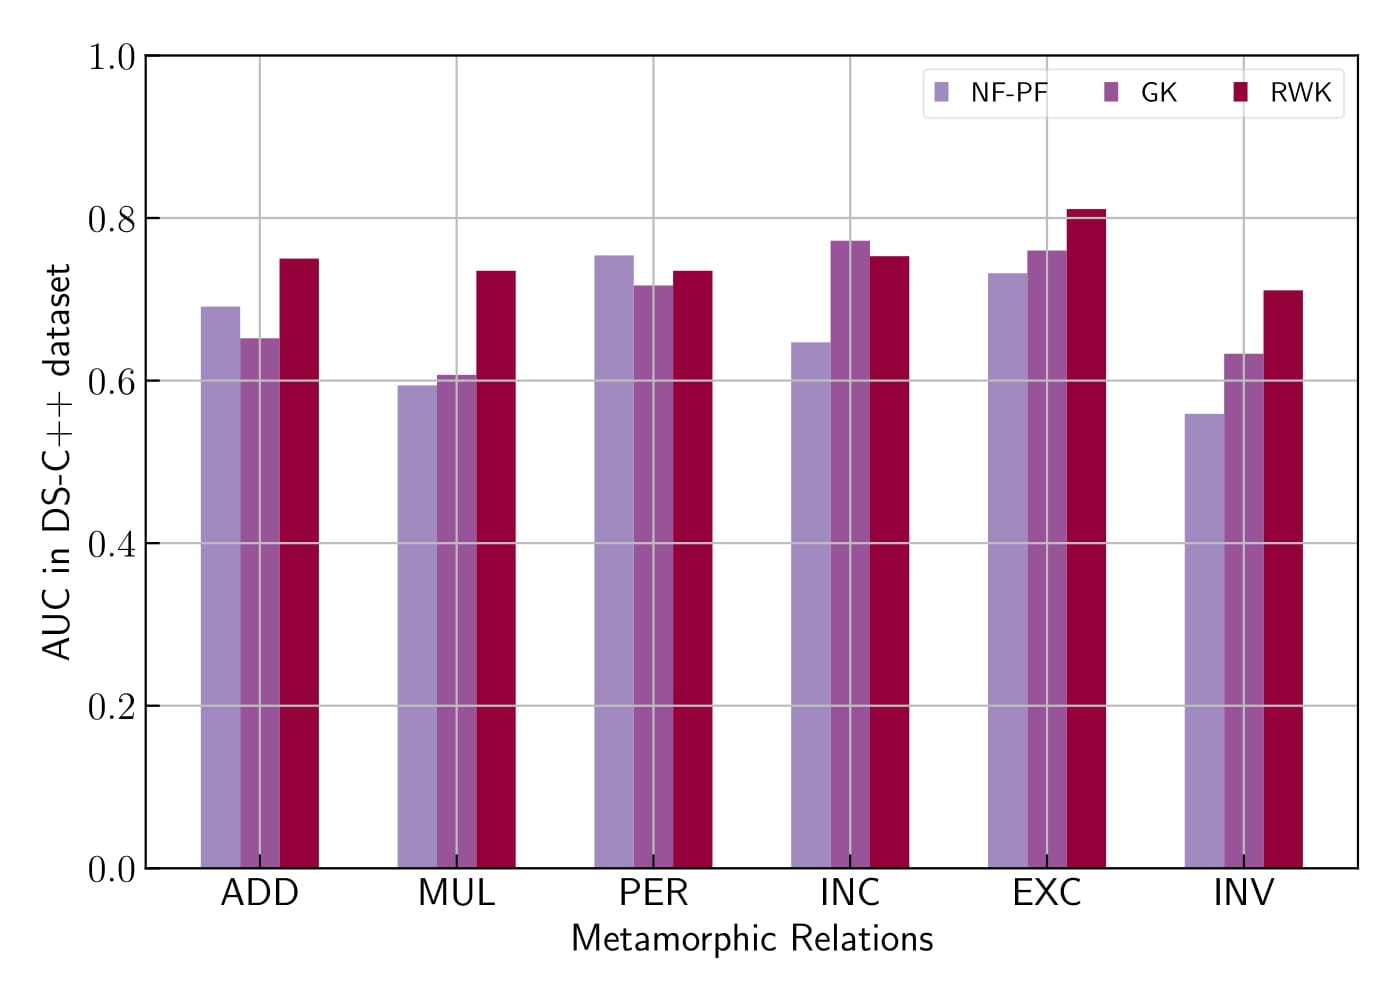 NF-PF GK RWK
1.0
0.8
0.6
0.4
0.2
0.0
AUC in DS-C++ dataset
ADD MUL PER INC EXC INV
Metamorphic Relations